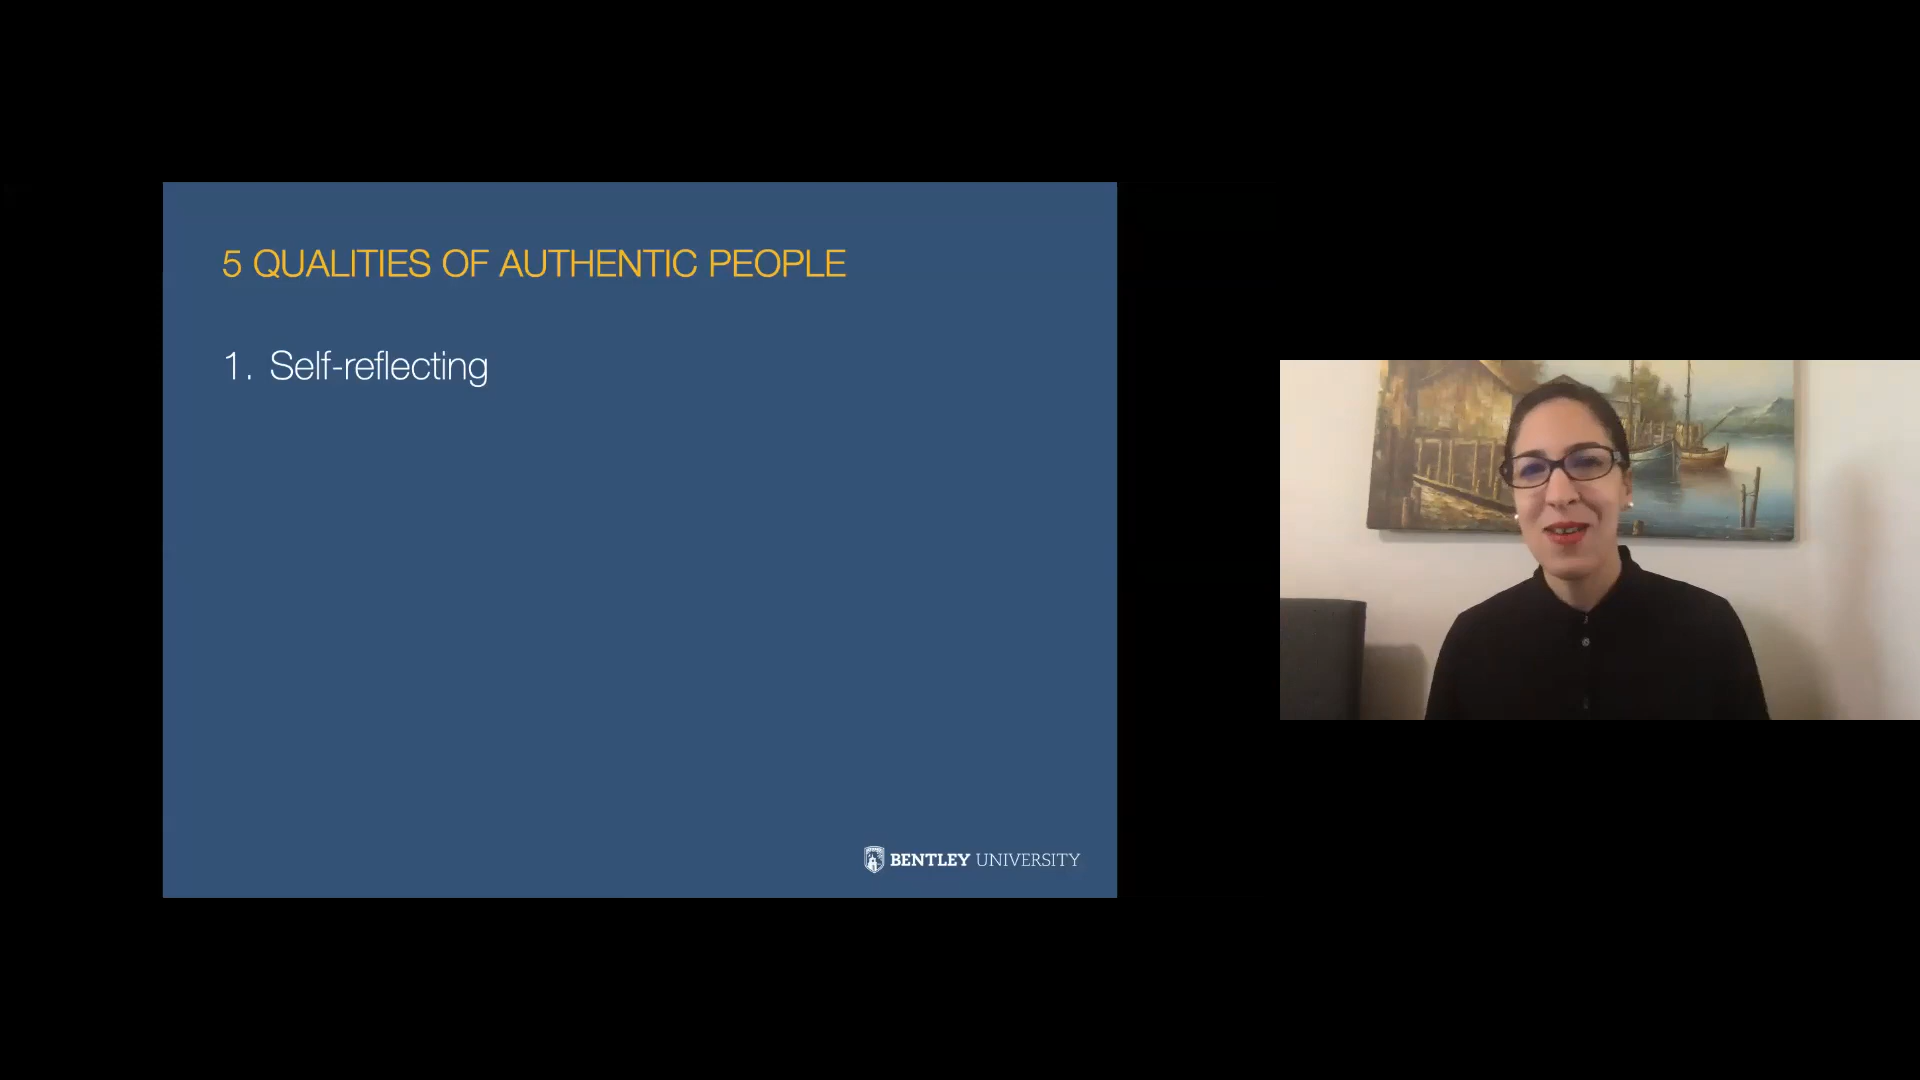 5 QUALITIES OF AUTHENTIC PEOPLE
1. Self-reflecting
BENTLEY UNIVERSITY